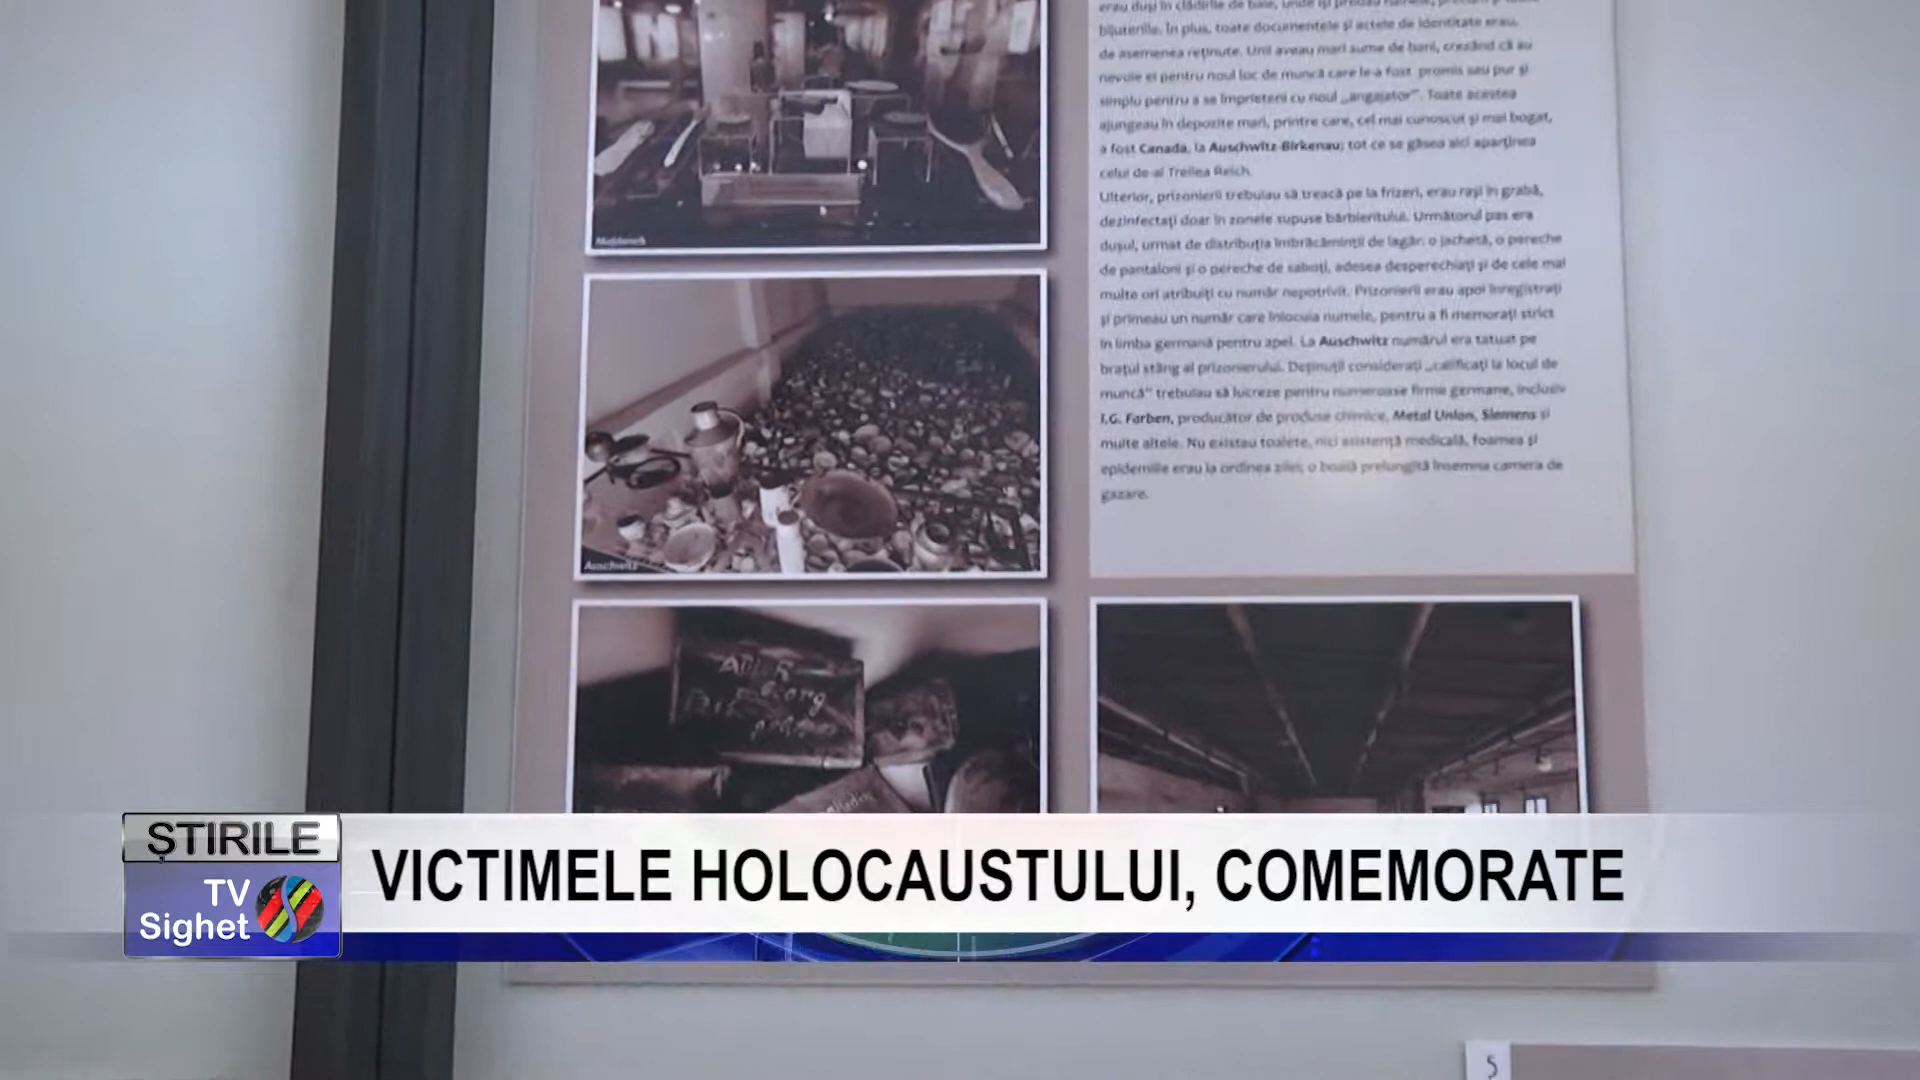 erau duși în clădirile de baie, unde își predau hainele,
bijuteriile. În plus, toate documentele și actele de identitate erau,
de asemenea reținute. Unii aveau mari sume de bani, crezând că au
nevoie ei pentru noul loc de muncă care le-a fost promis sau pur și
simplu pentru a se împrieteni cu noul „angajator”. Toate acestea
ajungeau în depozite mari, printre care, cel mai cunoscut și mai bogat,
a fost Canada, la Auschwitz-Birkenau; tot ce se găsea aici aparținea
celui de-al Treilea Reich.
Ulterior, prizonierii trebuiau să treacă pe la frizeri, erau rași în grabă,
dezinfectați doar în zonele supuse bărbieritului. Următorul pas era
dușul, urmat de distribuția îmbrăcăminții de lagăr: o jachetă, o pereche
de pantaloni și o pereche de saboți, adesea desperechiați și de cele mai
multe ori atribuiți cu număr nepotrivit. Prizonierii erau apoi înregistrați
și primeau un număr care înlocuia numele, pentru a fi memorați strict
în limba germană pentru apel. La Auschwitz numărul era tatuat pe
brațul stâng al prizonierului. Deținuții considerați „calificați la locul de
muncă” trebuiau să lucreze pentru numeroase firme germane, inclusiv
I.G. Farben, producător de produse chimice, Metal Union, Siemens și
multe altele. Nu existau toalete, nici asistență medicală, foamea și
epidemiile erau la ordinea zilei, o boală prelungită însemna camera de
gazare.
Majdanek
Auschwitz
ȘTIRILE
TV
Sighet
VICTIMELE HOLOCAUSTULUI, COMEMORATE